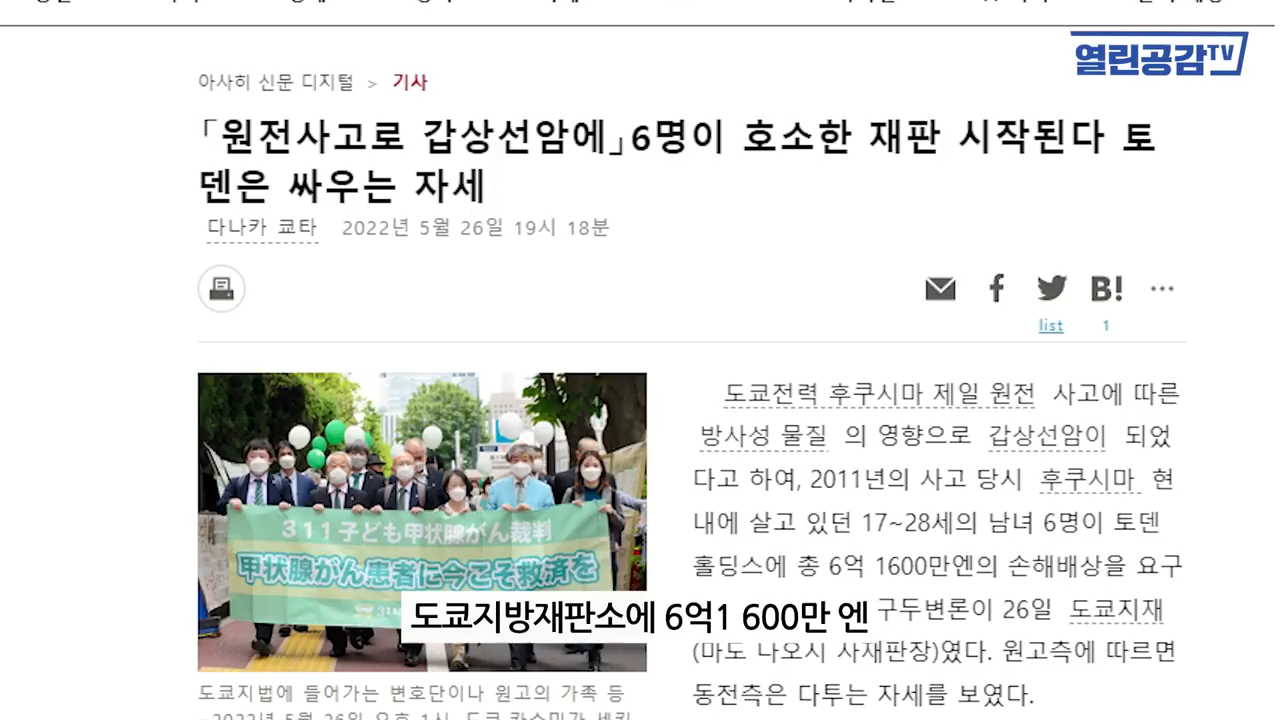 열린공감TV
아사히 신문 디지털 > 기사
「원전사고로 갑상선암에」6명이 호소한 재판 시작된다 토
덴은 싸우는 자세
다나카 쿄타 2022년 5월 26일 19시 18분
B!
list 1
도쿄전력 후쿠시마 제일 원전 사고에 따른
방사성 물질 의 영향으로 갑상선암이 되었
다고 하여, 2011년의 사고 당시 후쿠시마 현
내에 살고 있던 17~28세의 남녀 6명이 토덴
홀딩스에 총 6억 1600만엔의 손해배상을 요구
구두변론이 26일 도쿄지재
원고측에 따르면
동전측은 다투는 자세를 보였다.
311子ども甲状腺がん裁判
甲状腺がん患者に今こそ救済を
도쿄지방재판소에 6억1 600만 엔
도쿄지법에 들어가는 변호단이나 원고의 가족 등